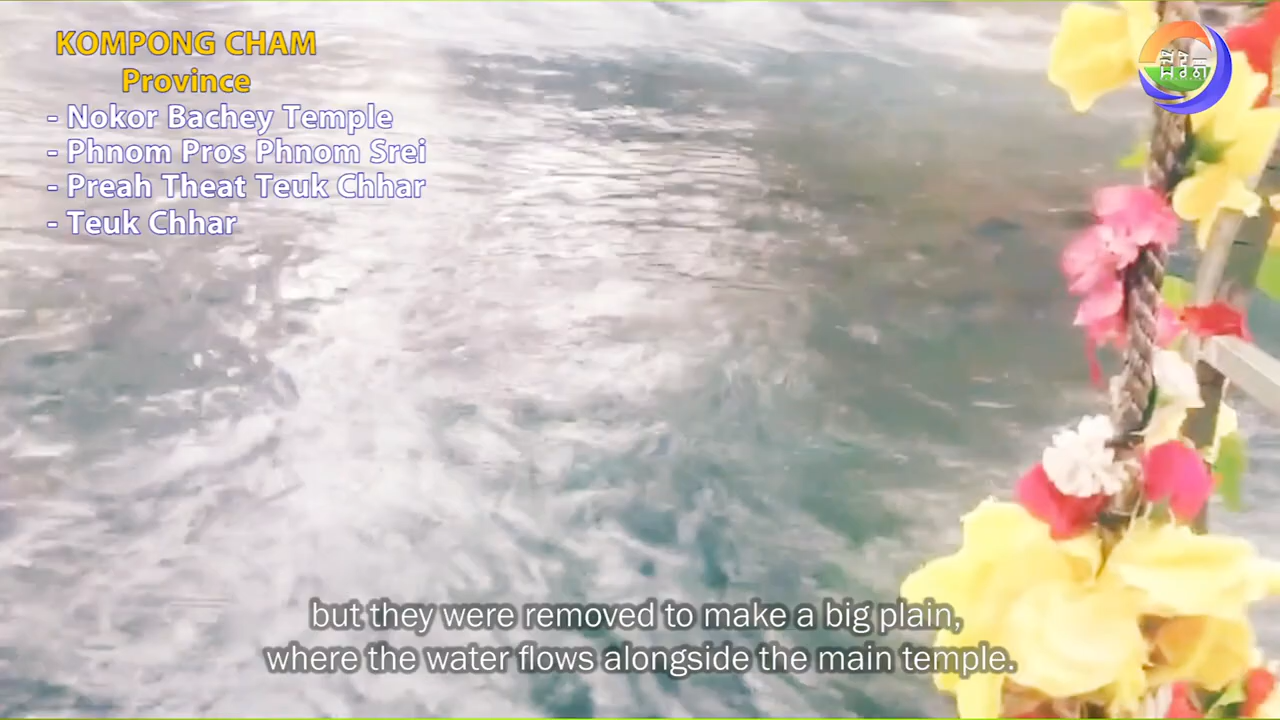 KOMPONG CHAM
Province
- Nokor Bachey Temple
- Phnom Pros Phnom Srei
- Preah Theat Teuk Chhar
- Teuk Chhar
but they were removed to make a big plain,
where the water flows alongside the main temple.